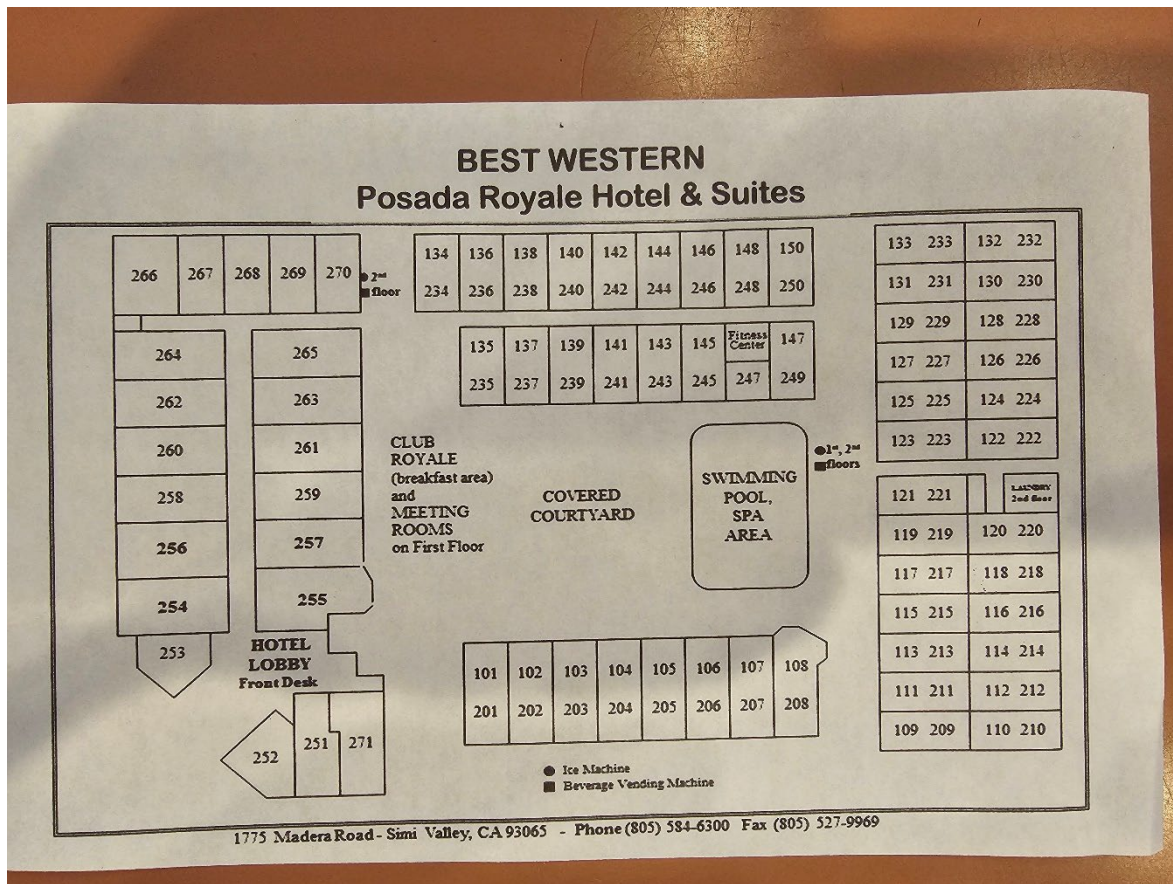 BEST WESTERN
Posada Royale Hotel & Suites
266 267 268 269 270
● 2nd
■ floor
134 136 138 140 142 144 146 148 150
234 236 238 240 242 244 246 248 250
133 233 132 232
131 231 130 230
129 229 128 228
127 227 126 226
125 225 124 224
123 223 122 222
264 265
262 263
260 261
258 259
256 257
254 255
253
135 137 139 141 143 145 Fitness Center 147
235 237 239 241 243 245 247 249
CLUB
ROYALE
(breakfast area)
and
MEETING
ROOMS
on First Floor
COVERED
COURTYARD
SWIMMING
POOL,
SPA
AREA
●1st, 2nd
■floors
121 221
LAUNDRY
2nd floor
119 219 120 220
117 217 118 218
115 215 116 216
113 213 114 214
111 211 112 212
109 209 110 210
HOTEL
LOBBY
Front Desk
252 251 271
101 102 103 104 105 106 107 108
201 202 203 204 205 206 207 208
● Ice Machine
■ Beverage Vending Machine
1775 Madera Road - Simi Valley, CA 93065 - Phone (805) 584-6300 Fax (805) 527-9969